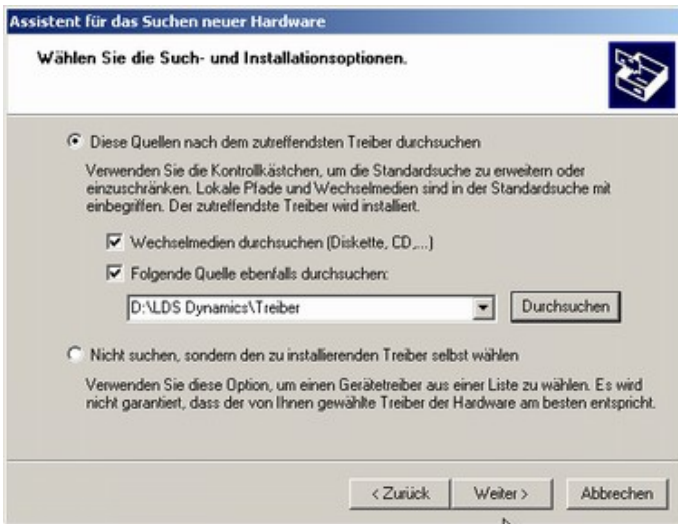 Assistent für das Suchen neuer Hardware
Wählen Sie die Such- und Installationsoptionen.
Diese Quellen nach dem zutreffendsten Treiber durchsuchen
Verwenden Sie die Kontrollkästchen, um die Standardsuche zu erweitern oder
einzuschränken. Lokale Pfade und Wechselmedien sind in der Standardsuche mit
einbegriffen. Der zutreffendste Treiber wird installiert.
Wechselmedien durchsuchen (Diskette, CD,...)
Folgende Quelle ebenfalls durchsuchen:
D:\LDS Dynamics\Treiber
Durchsuchen
Nicht suchen, sondern den zu installierenden Treiber selbst wählen
Verwenden Sie diese Option, um einen Gerätetreiber aus einer Liste zu wählen. Es wird
nicht garantiert, dass der von Ihnen gewählte Treiber der Hardware am besten entspricht.
< Zurück Weiter > Abbrechen